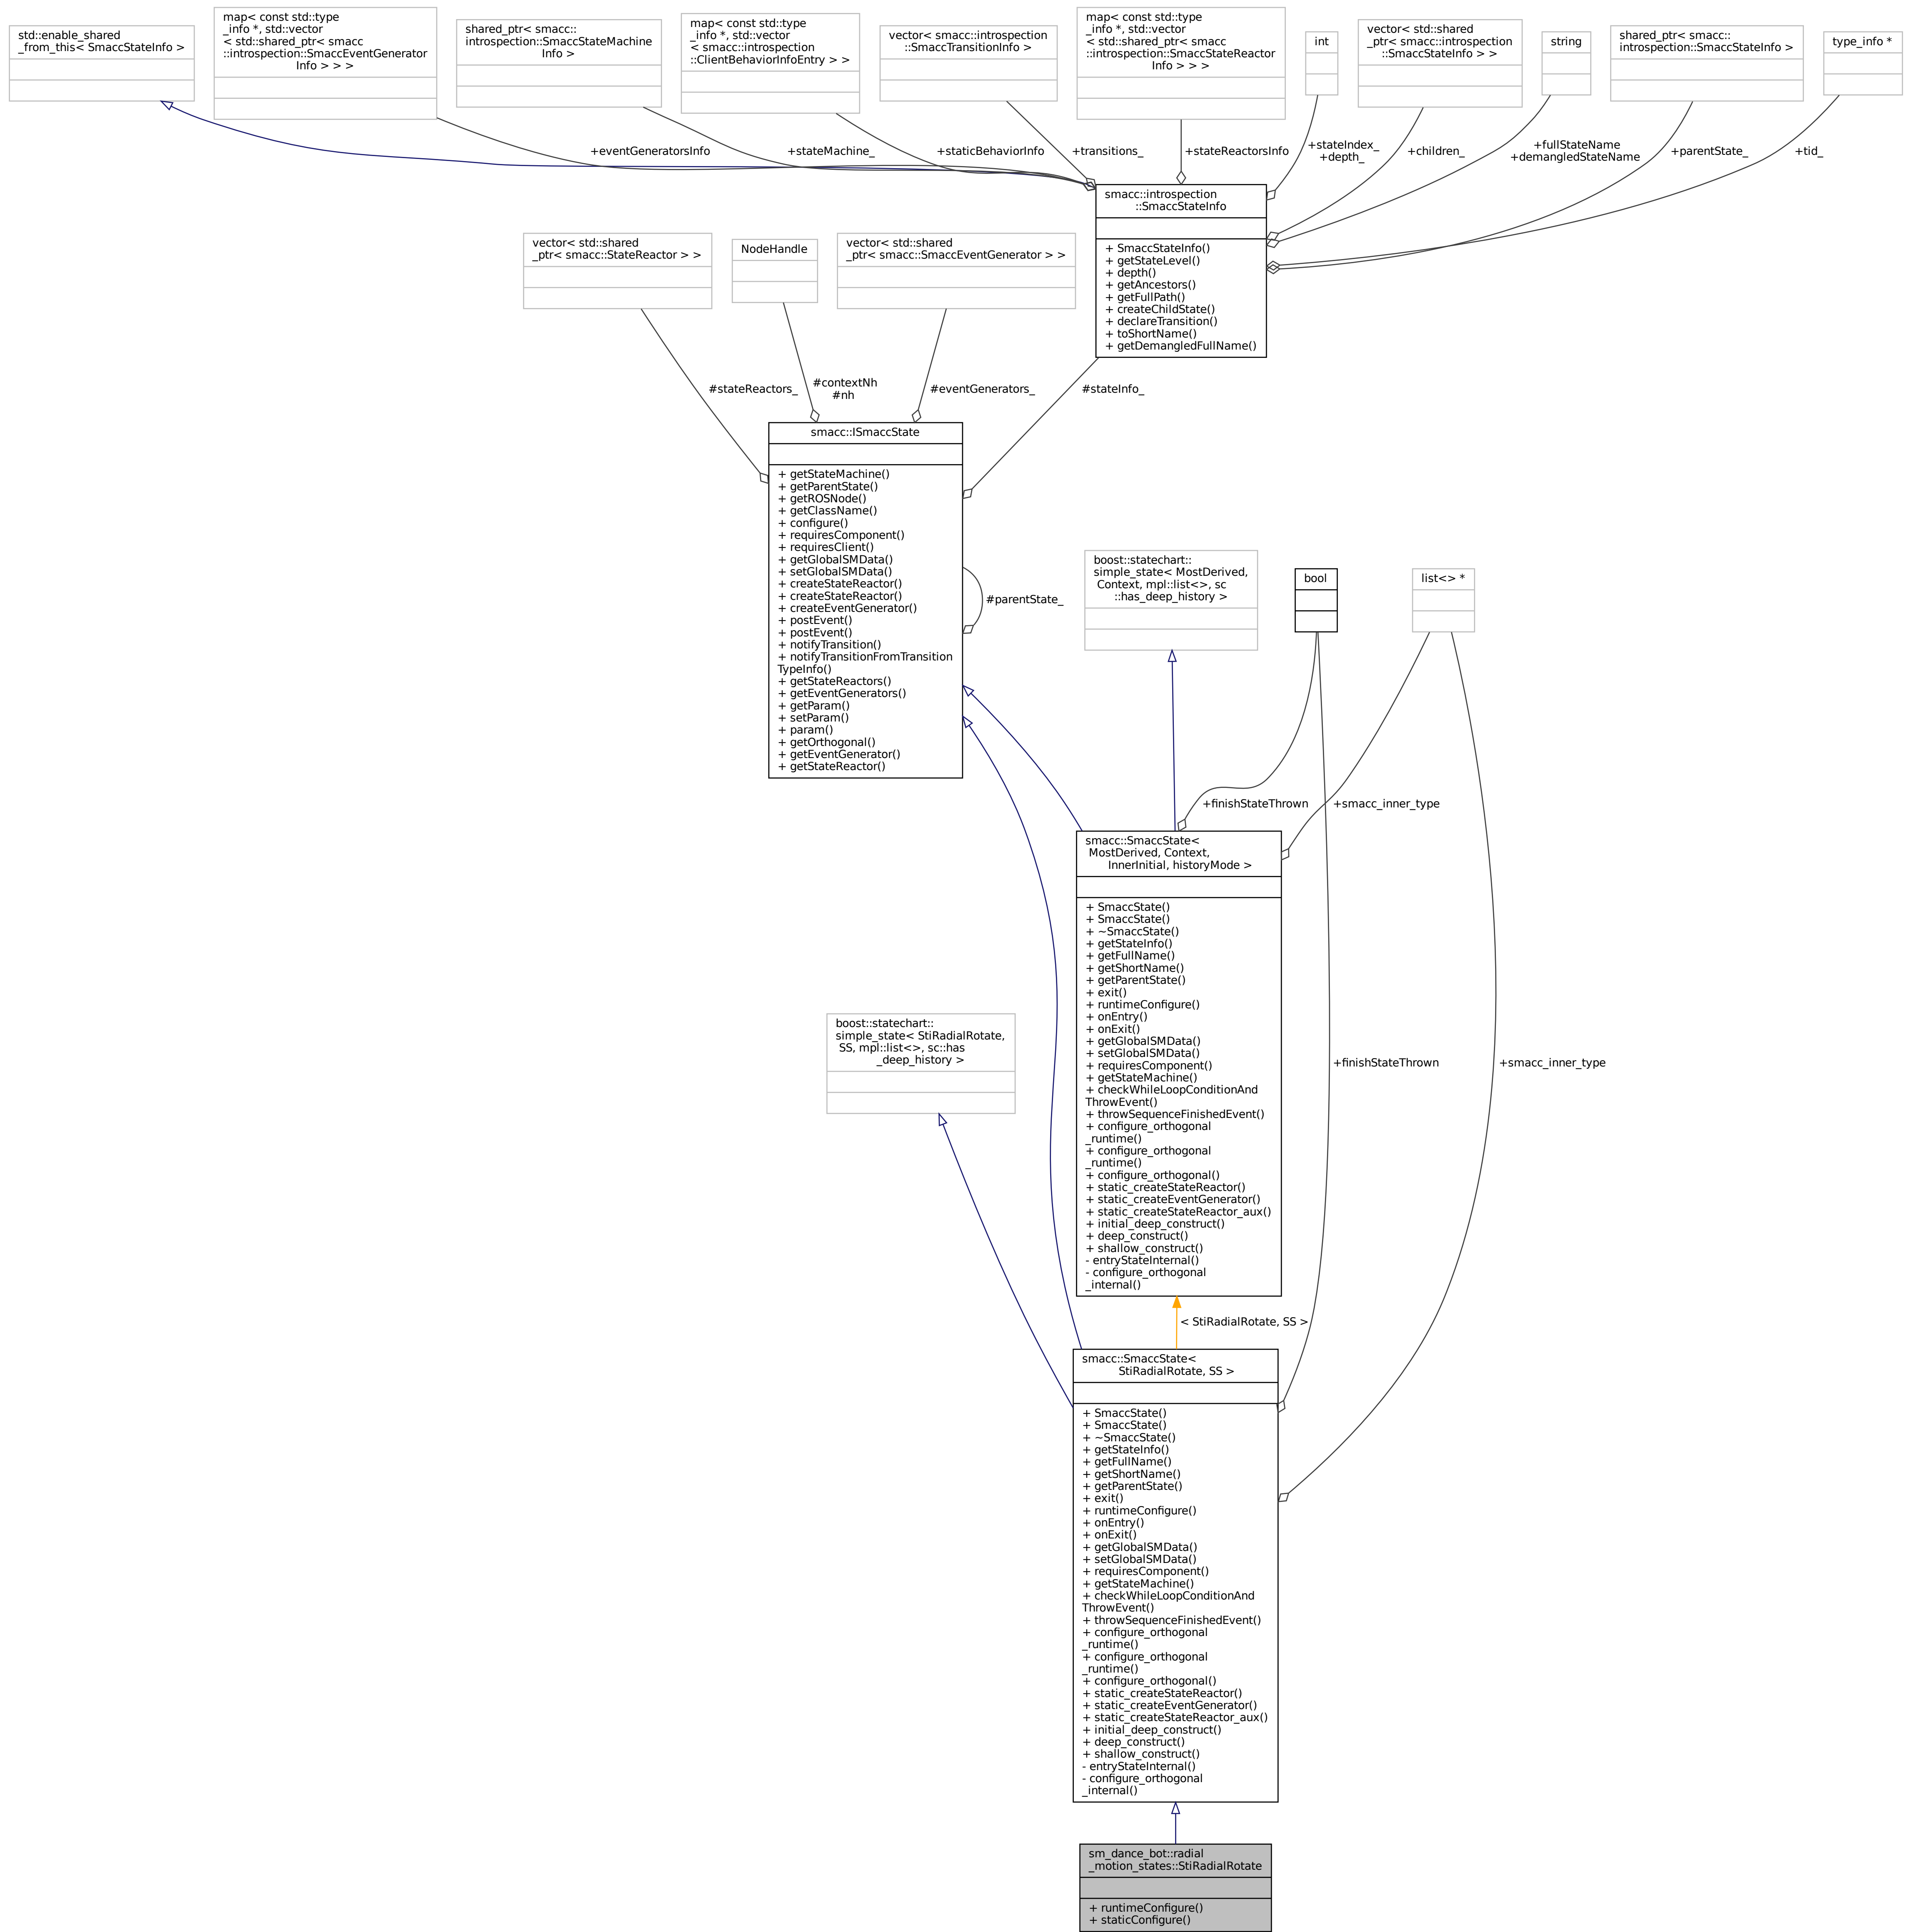 std::enable_shared
_from_this< SmaccStateInfo >
map< const std::type
_info *, std::vector
< std::shared_ptr< smacc
::introspection::SmaccEventGenerator
Info > > >
shared_ptr< smacc::
introspection::SmaccStateMachine
Info >
map< const std::type
_info *, std::vector
< smacc::introspection
::ClientBehaviorInfoEntry > >
vector< smacc::introspection
::SmaccTransitionInfo >
map< const std::type
_info *, std::vector
< std::shared_ptr< smacc
::introspection::SmaccStateReactor
Info > > >
int
vector< std::shared
_ptr< smacc::introspection
::SmaccStateInfo > >
string
shared_ptr< smacc::
introspection::SmaccStateInfo >
type_info *
+eventGeneratorsInfo
+stateMachine_
+staticBehaviorInfo
+transitions_
+stateReactorsInfo
+stateIndex_
+depth_
+children_
+fullStateName
+demangledStateName
+parentState_
+tid_
smacc::introspection
::SmaccStateInfo
+ SmaccStateInfo()
+ getStateLevel()
+ depth()
+ getAncestors()
+ getFullPath()
+ createChildState()
+ declareTransition()
+ toShortName()
+ getDemangledFullName()
vector< std::shared
_ptr< smacc::StateReactor > >
NodeHandle
vector< std::shared
_ptr< smacc::SmaccEventGenerator > >
#stateReactors_
#contextNh
#nh
#eventGenerators_
#stateInfo_
smacc::ISmaccState
+ getStateMachine()
+ getParentState()
+ getROSNode()
+ getClassName()
+ configure()
+ requiresComponent()
+ requiresClient()
+ getGlobalSMData()
+ setGlobalSMData()
+ createStateReactor()
+ createStateReactor()
+ createEventGenerator()
+ postEvent()
+ postEvent()
+ notifyTransition()
+ notifyTransitionFromTransition
TypeInfo()
+ getStateReactors()
+ getEventGenerators()
+ getParam()
+ setParam()
+ param()
+ getOrthogonal()
+ getEventGenerator()
+ getStateReactor()
#parentState_
boost::statechart::
simple_state< MostDerived,
Context, mpl::list<>, sc
::has_deep_history >
bool
list<> *
+finishStateThrown
+smacc_inner_type
smacc::SmaccState<
MostDerived, Context,
InnerInitial, historyMode >
+ SmaccState()
+ SmaccState()
+ ~SmaccState()
+ getStateInfo()
+ getFullName()
+ getShortName()
+ getParentState()
+ exit()
+ runtimeConfigure()
+ onEntry()
+ onExit()
+ getGlobalSMData()
+ setGlobalSMData()
+ requiresComponent()
+ getStateMachine()
+ checkWhileLoopConditionAnd
ThrowEvent()
+ throwSequenceFinishedEvent()
+ configure_orthogonal
_runtime()
+ configure_orthogonal
_runtime()
+ configure_orthogonal()
+ static_createStateReactor()
+ static_createEventGenerator()
+ static_createStateReactor_aux()
+ initial_deep_construct()
+ deep_construct()
+ shallow_construct()
- entryStateInternal()
- configure_orthogonal
_internal()
boost::statechart::
simple_state< StiRadialRotate,
SS, mpl::list<>, sc::has
_deep_history >
+finishStateThrown
+smacc_inner_type
< StiRadialRotate, SS >
smacc::SmaccState<
StiRadialRotate, SS >
+ SmaccState()
+ SmaccState()
+ ~SmaccState()
+ getStateInfo()
+ getFullName()
+ getShortName()
+ getParentState()
+ exit()
+ runtimeConfigure()
+ onEntry()
+ onExit()
+ getGlobalSMData()
+ setGlobalSMData()
+ requiresComponent()
+ getStateMachine()
+ checkWhileLoopConditionAnd
ThrowEvent()
+ throwSequenceFinishedEvent()
+ configure_orthogonal
_runtime()
+ configure_orthogonal
_runtime()
+ configure_orthogonal()
+ static_createStateReactor()
+ static_createEventGenerator()
+ static_createStateReactor_aux()
+ initial_deep_construct()
+ deep_construct()
+ shallow_construct()
- entryStateInternal()
- configure_orthogonal
_internal()
sm_dance_bot::radial
_motion_states::StiRadialRotate
+ runtimeConfigure()
+ staticConfigure()